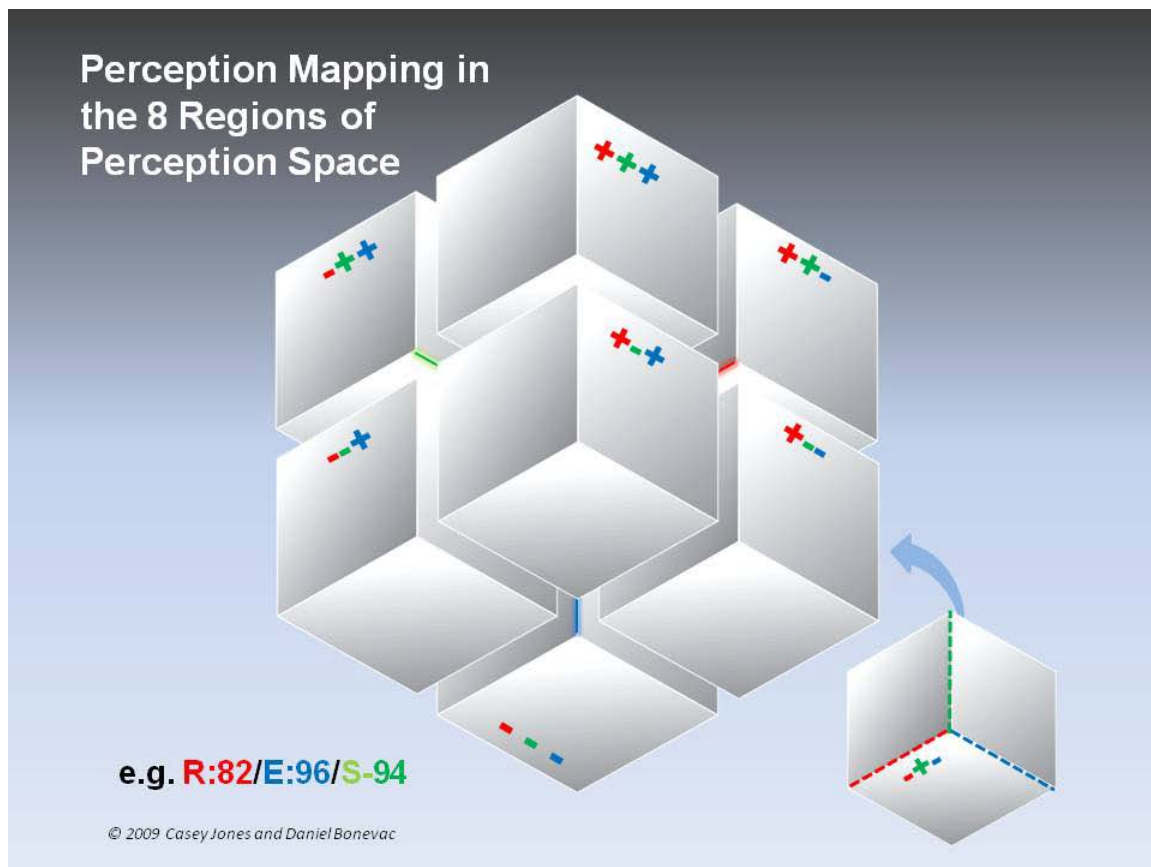 Perception Mapping in
the 8 Regions of
Perception Space
+++
-++
++-
+-+
--+
+--
- - -
-+-
e.g. R:82/E:96/S-94
© 2009 Casey Jones and Daniel Bonevac